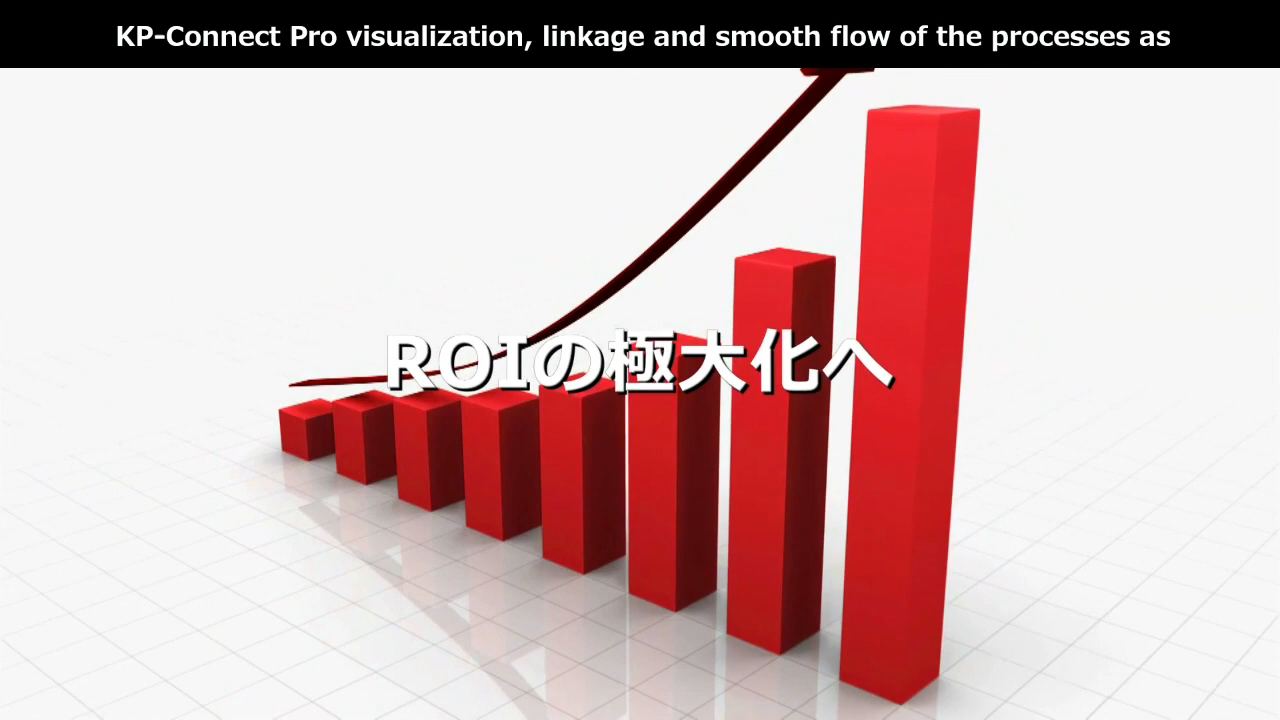 KP-Connect Pro visualization, linkage and smooth flow of the processes as
ROIの極大化へ